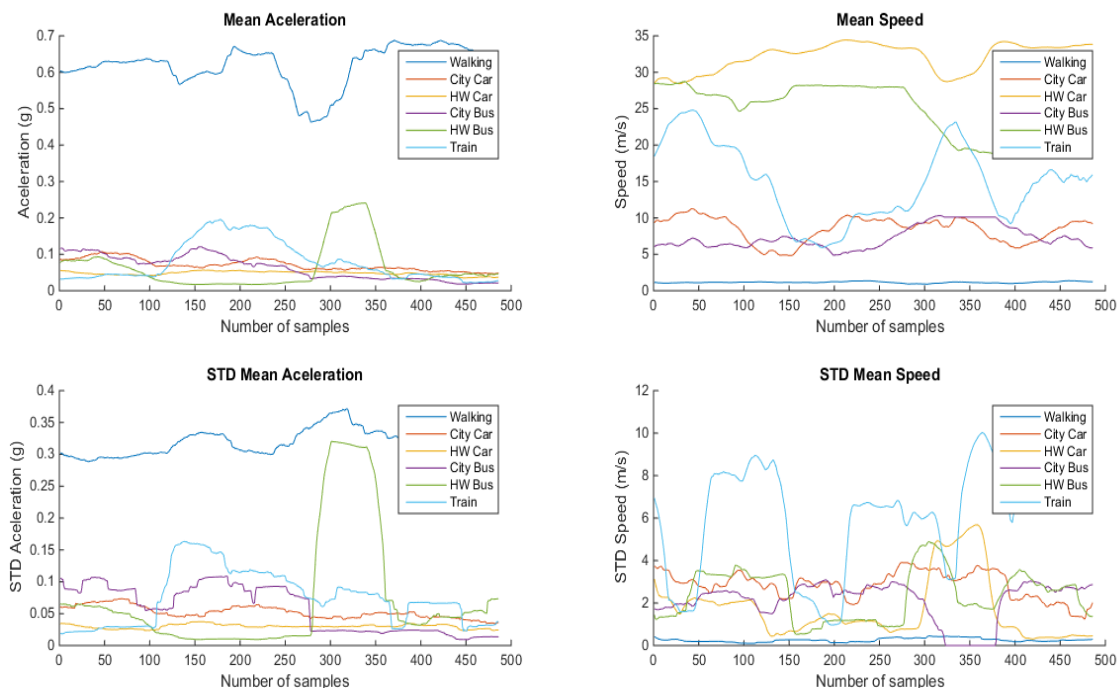 Mean Aceleration
0.7
0.6
0.5
0.4
0.3
0.2
0.1
0
Aceleration (g)
0 50 100 150 200 250 300 350 400 450 500
Number of samples
Walking
City Car
HW Car
City Bus
HW Bus
Train
Mean Speed
35
30
25
20
15
10
5
0
Speed (m/s)
0 50 100 150 200 250 300 350 400 450 500
Number of samples
Walking
City Car
HW Car
City Bus
HW Bus
Train
STD Mean Aceleration
0.4
0.35
0.3
0.25
0.2
0.15
0.1
0.05
0
STD Aceleration (g)
0 50 100 150 200 250 300 350 400 450 500
Number of samples
Walking
City Car
HW Car
City Bus
HW Bus
Train
STD Mean Speed
12
10
8
6
4
2
0
STD Speed (m/s)
0 50 100 150 200 250 300 350 400 450 500
Number of samples
Walking
City Car
HW Car
City Bus
HW Bus
Train